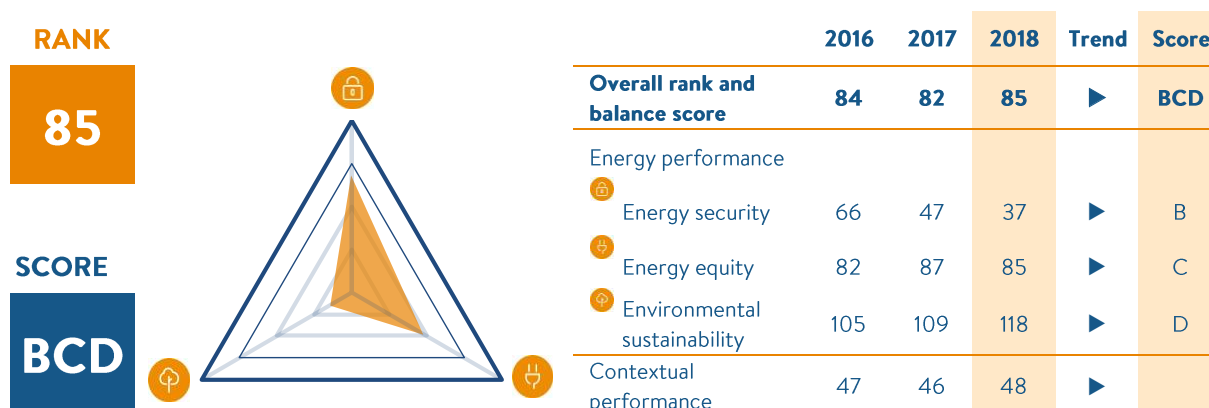 RANK
85
SCORE
BCD
2016 2017 2018 Trend Score
Overall rank and
balance score 84 82 85 BCD
Energy performance
Energy security 66 47 37 B
Energy equity 82 87 85 C
Environmental
sustainability 105 109 118 D
Contextual
performance 47 46 48